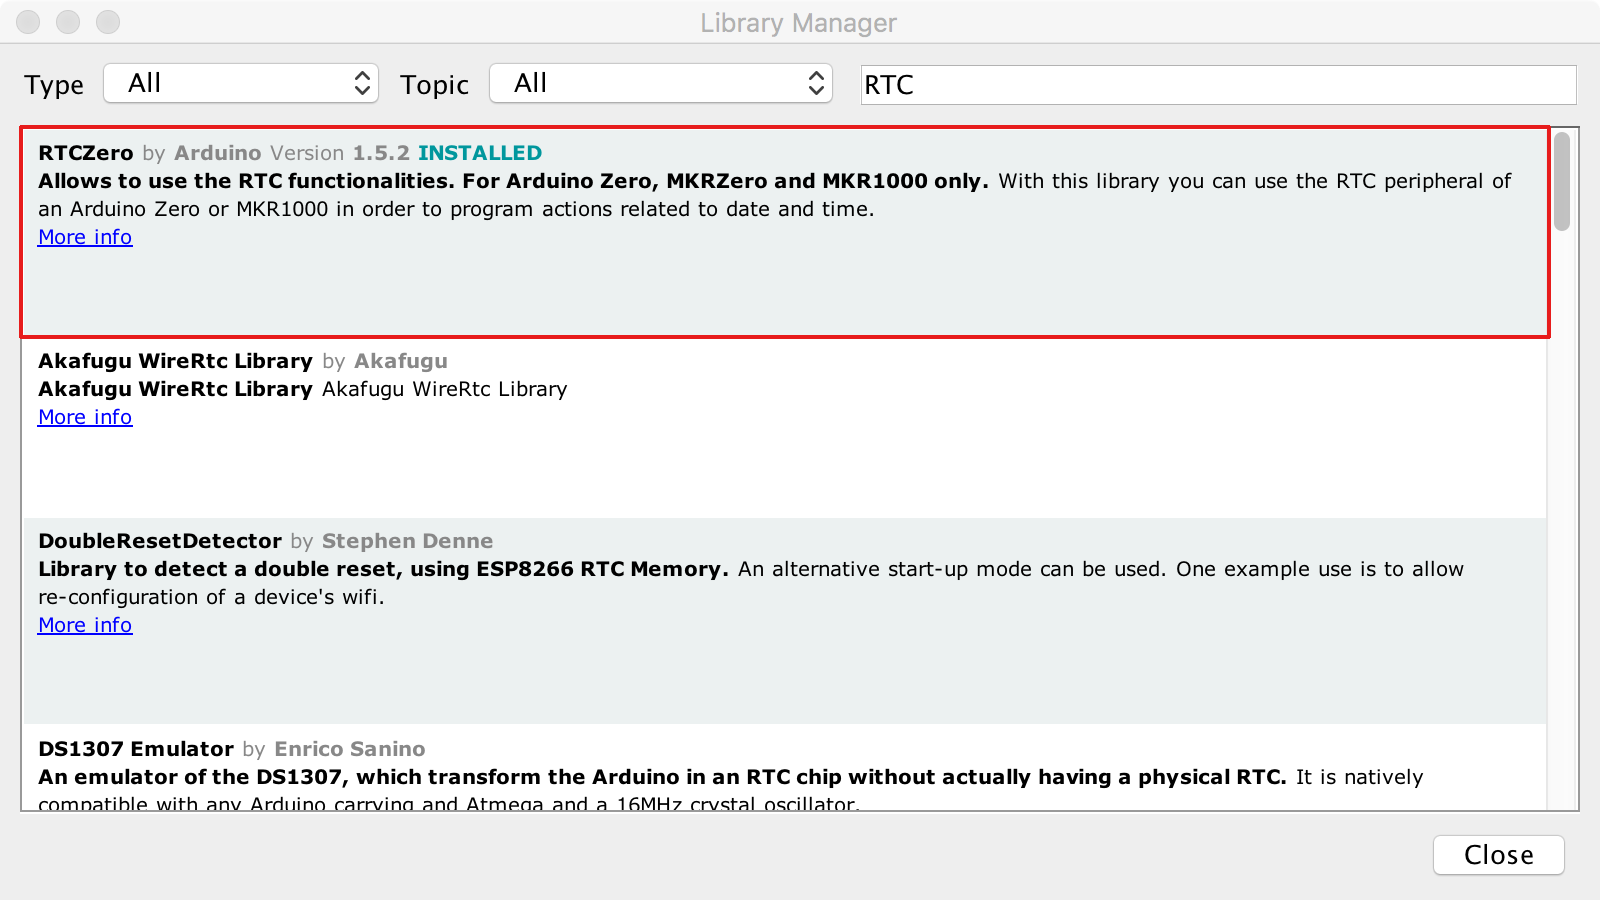 Library Manager
Type All Topic All RTC
RTCZero by Arduino Version 1.5.2 INSTALLED
Allows to use the RTC functionalities. For Arduino Zero, MKRZero and MKR1000 only. With this library you can use the RTC peripheral of
an Arduino Zero or MKR1000 in order to program actions related to date and time.
More info
Akafugu WireRtc Library by Akafugu
Akafugu WireRtc Library Akafugu WireRtc Library
More info
DoubleResetDetector by Stephen Denne
Library to detect a double reset, using ESP8266 RTC Memory. An alternative start-up mode can be used. One example use is to allow
re-configuration of a device's wifi.
More info
DS1307 Emulator by Enrico Sanino
An emulator of the DS1307, which transform the Arduino in an RTC chip without actually having a physical RTC. It is natively
compatible with any Arduino carrying and Atmega and a 16MHz crystal oscillator.
Close